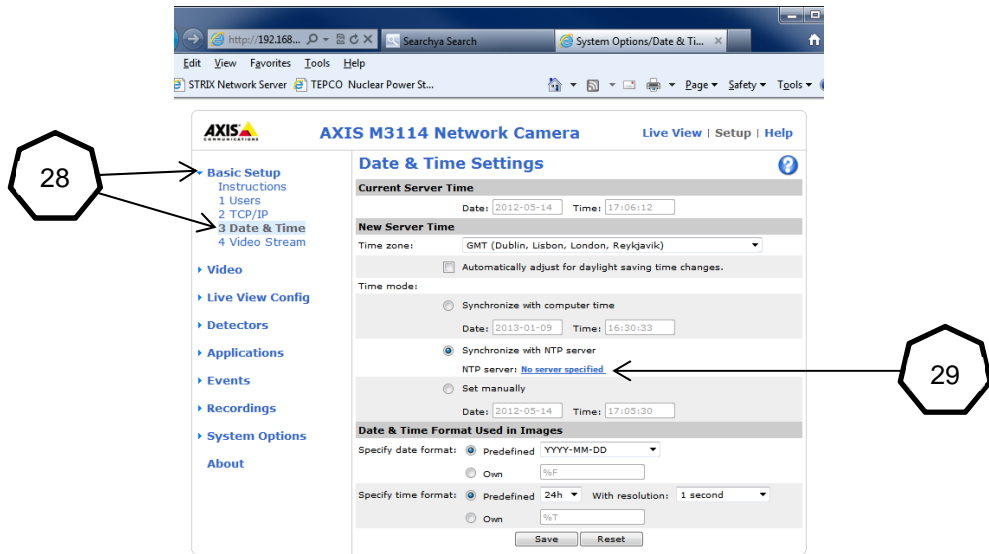 http://192.168... Searchya Search System Options/Date & Ti...
Edit View Favorites Tools Help
STRIX Network Server TEPCO Nuclear Power St... Page Safety Tools
AXIS COMMUNICATIONS AXIS M3114 Network Camera Live View | Setup | Help
28
Basic Setup
Instructions
1 Users
2 TCP/IP
3 Date & Time
4 Video Stream
Video
Live View Config
Detectors
Applications
Events
Recordings
System Options
About
Date & Time Settings
Current Server Time
Date: 2012-05-14 Time: 17:06:12
New Server Time
Time zone: GMT (Dublin, Lisbon, London, Reykjavik)
Automatically adjust for daylight saving time changes.
Time mode:
Synchronize with computer time
Date: 2013-01-09 Time: 16:30:33
Synchronize with NTP server
NTP server: No server specified
29
Set manually
Date: 2012-05-14 Time: 17:05:30
Date & Time Format Used in Images
Specify date format: Predefined YYYY-MM-DD
Own %F
Specify time format: Predefined 24h With resolution: 1 second
Own %T
Save Reset